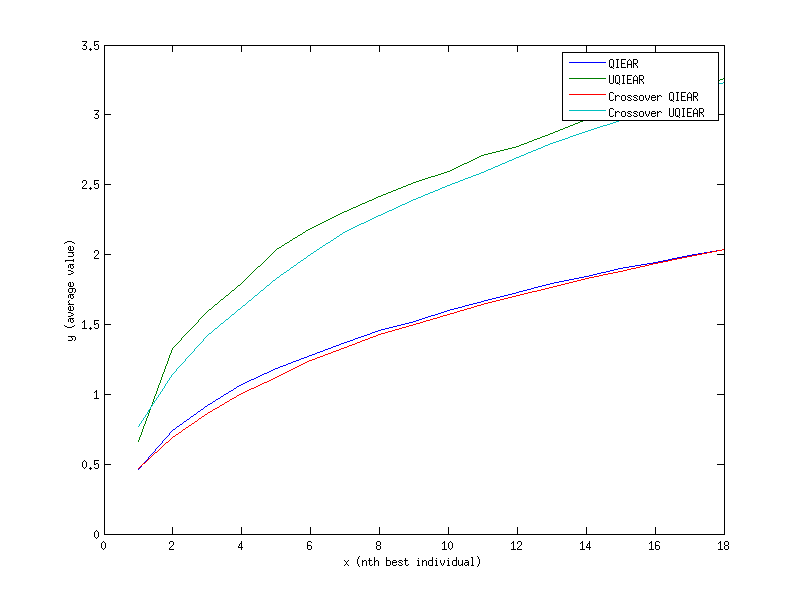 3.5
3
2.5
2
1.5
1
0.5
0
0 2 4 6 8 10 12 14 16 18
x (nth best individual)
y (average value)
QIEAR
UQIEAR
Crossover QIEAR
Crossover UQIEAR